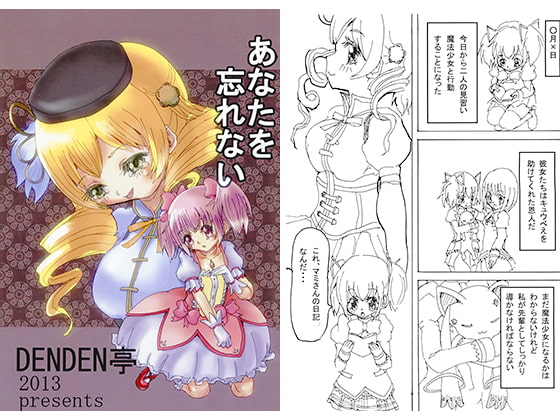 あなたを
忘れない
DENDEN亭
2013
presents
〇月×日
今日から二人の見習い
魔法少女と行動
することになった
彼女たちはキュウべえを
助けてくれた恩人だ
まだ魔法少女になるかは
わからないけれど
私が先輩としてしっかり
導かなければならない
これ、マミさんの日記
なんだ・・・